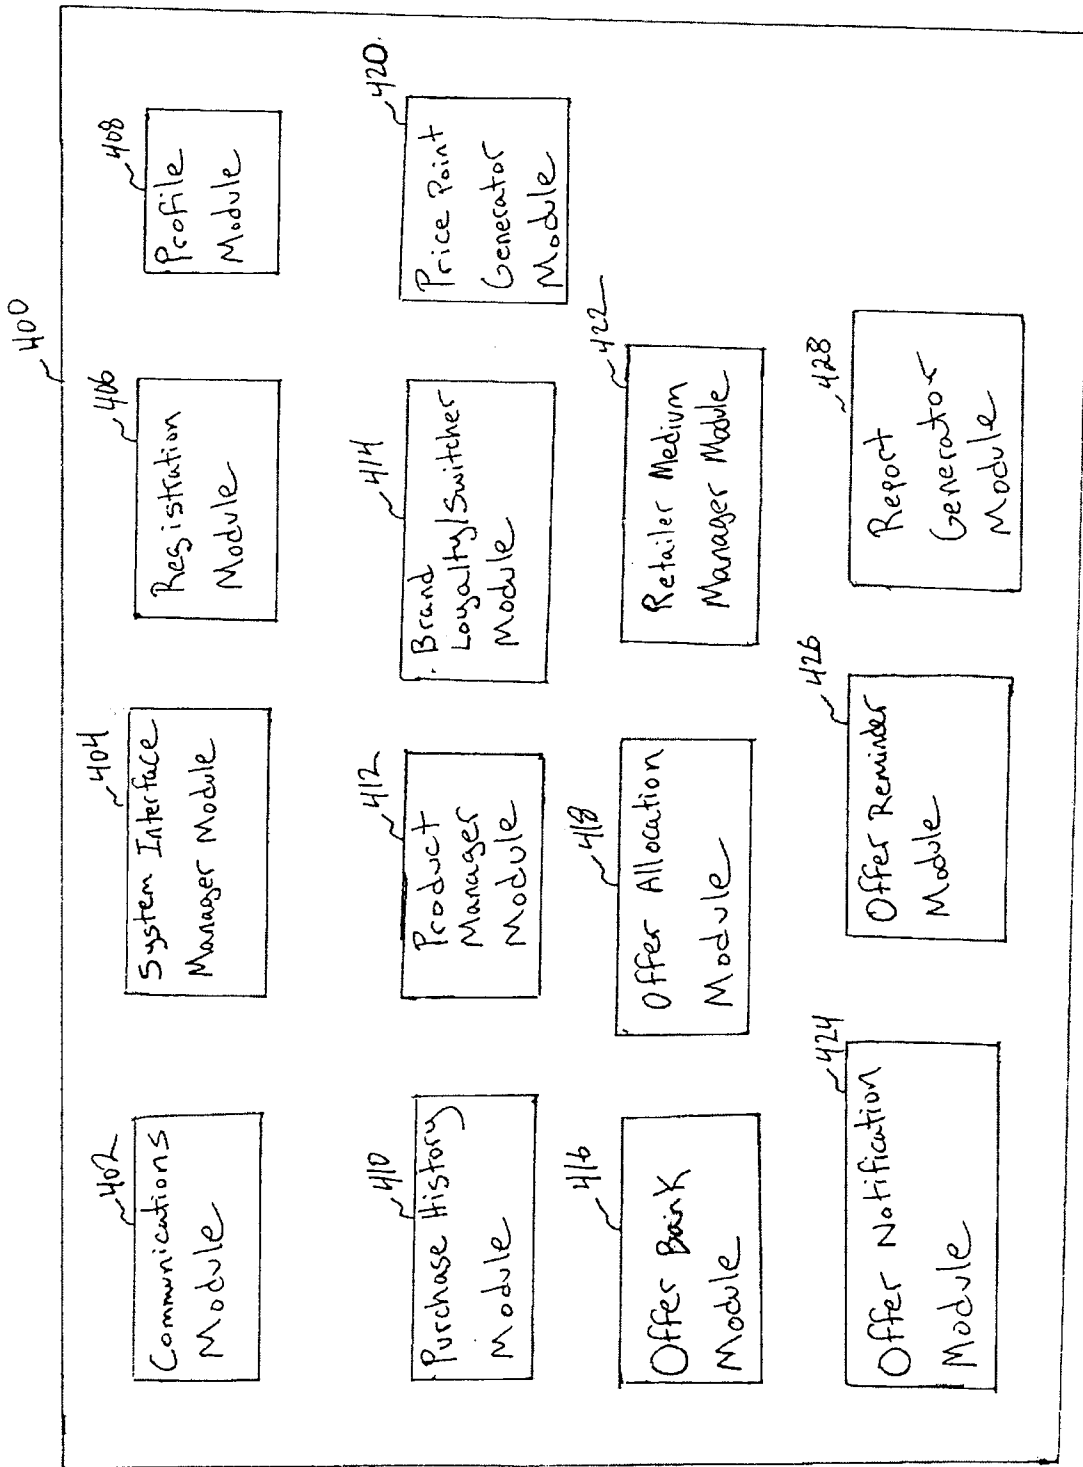 400
402
Communications
Module
404
System Interface
Manager Module
406
Registration
Module
408
Profile
Module
410
Purchase History
Module
412
Product
Manager
Module
414
Brand
Loyalty/Switcher
Module
420
Price Point
Generator
Module
416
Offer Bank
Module
418
Offer Allocation
Module
422
Retailer Medium
Manager Module
424
Offer Notification
Module
426
Offer Reminder
Module
428
Report
Generator
Module